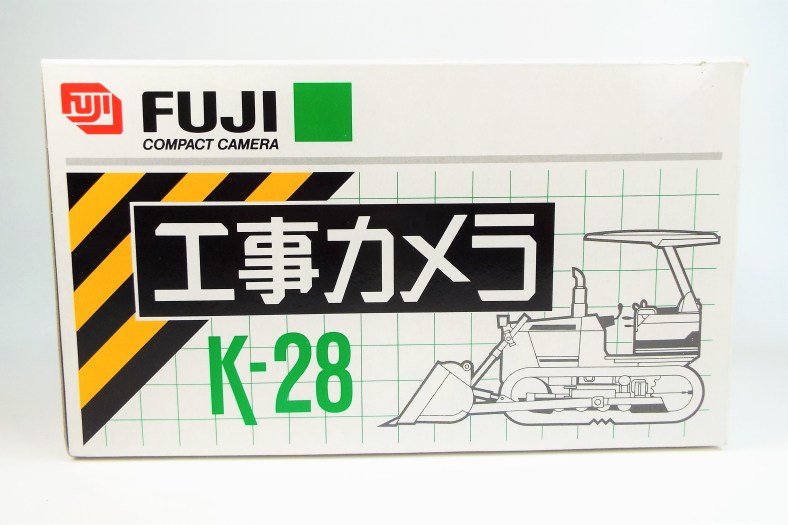 FUJI
FUJI
COMPACT CAMERA
工事カメラ
K-28